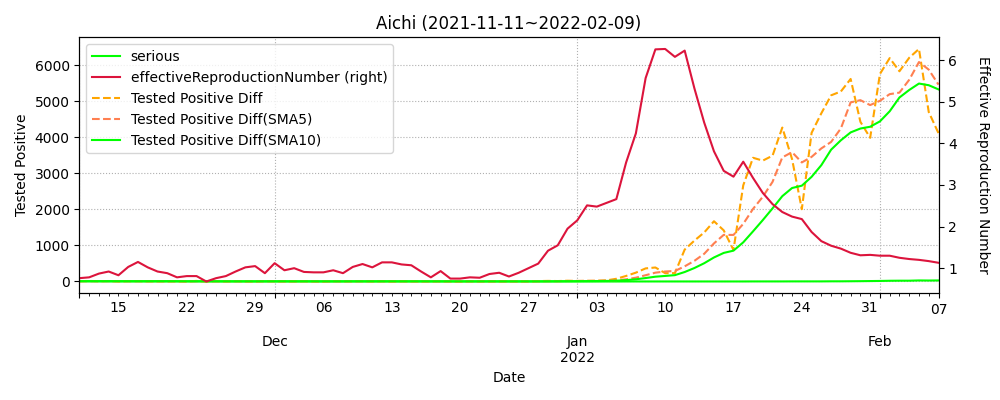 Aichi (2021-11-11~2022-02-09)
serious
effectiveReproductionNumber (right)
Tested Positive Diff
Tested Positive Diff(SMA5)
Tested Positive Diff(SMA10)
Tested Positive
6000
5000
4000
3000
2000
1000
0
Effective Reproduction Number
6
5
4
3
2
1
15 22 29 06 13 20 27 03 10 17 24 31 07
Dec Jan Feb
2022
Date